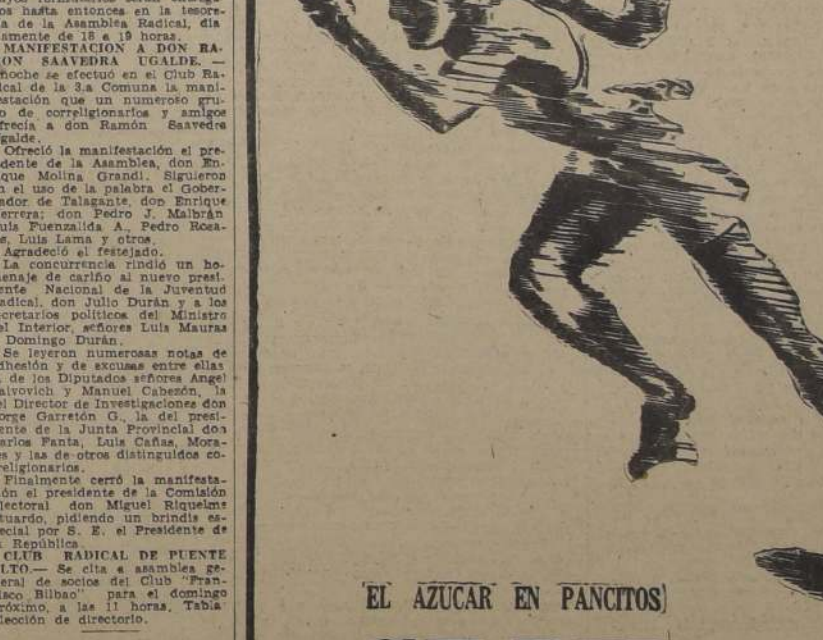 os hasta entonces en la tesore-
a de la Asamblea Radical, dia
amente de 18 a 19 horas.
MANIFESTACION A DON RA-
ON SAAVEDRA UGALDE. —
noche se efectuó en el Club Ra-
ical de la 3.a Comuna la mani-
estación que un numeroso gru-
o de correligionarios y amigos
frecía a don Ramón Saavedra
galde.
Ofreció la manifestación el pre-
dente de la Asamblea, don En-
que Molina Grandi. Siguieron
n el uso de la palabra el Gober-
ador de Talagante, don Enrique
errera; don Pedro J. Malbrán
uis Fuenzalida A., Pedro Rosa-
s, Luis Lama y otros.
Agradeció el festejado.
La concurrencia rindió un ho-
menaje de cariño al nuevo presi-
ente Nacional de la Juventud
adical, don Julio Durán y a los
ecretarios políticos del Ministro
el Interior, señores Luis Mauras
Domingo Durán.
Se leyeron numerosas notas de
dhesión y de excusas entre ellas
de los Diputados señores Angel
aivovich y Manuel Cabezón, la
el Director de Investigaciones don
orge Garretón G., la del presi-
ente de la Junta Provincial don
arlos Fanta, Luis Cañas, Mora-
es y las de otros distinguidos co-
religionarios.
Finalmente cerró la manifesta-
ón el presidente de la Comisión
lectoral don Miguel Riquelme
tuardo, pidiendo un brindis es-
ecial por S. E. el Presidente de
República.
CLUB RADICAL DE PUENTE
LTO.— Se cita a asamblea ge-
eral de socios del Club "Fran-
isco Bilbao" para el domingo
róximo, a las 11 horas, Tabla
lección de directorio.
EL AZUCAR EN PANCITOS